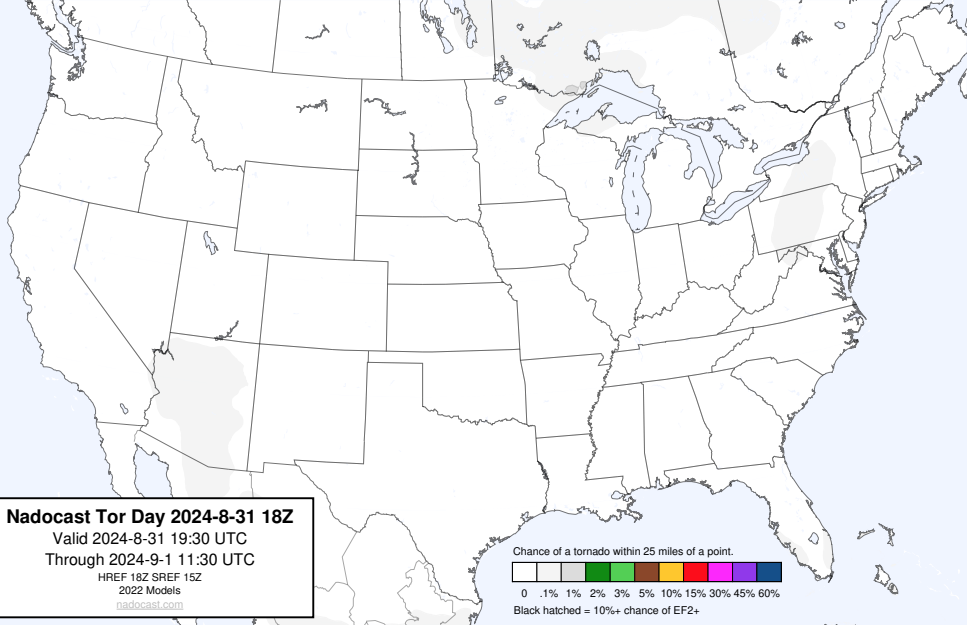 Nadocast Tor Day 2024-8-31 18Z
Valid 2024-8-31 19:30 UTC
Through 2024-9-1 11:30 UTC
HREF 18Z SREF 15Z
2022 Models
nadocast.com
Chance of a tornado within 25 miles of a point.
0 .1% 1% 2% 3% 5% 10% 15% 30% 45% 60%
Black hatched = 10%+ chance of EF2+